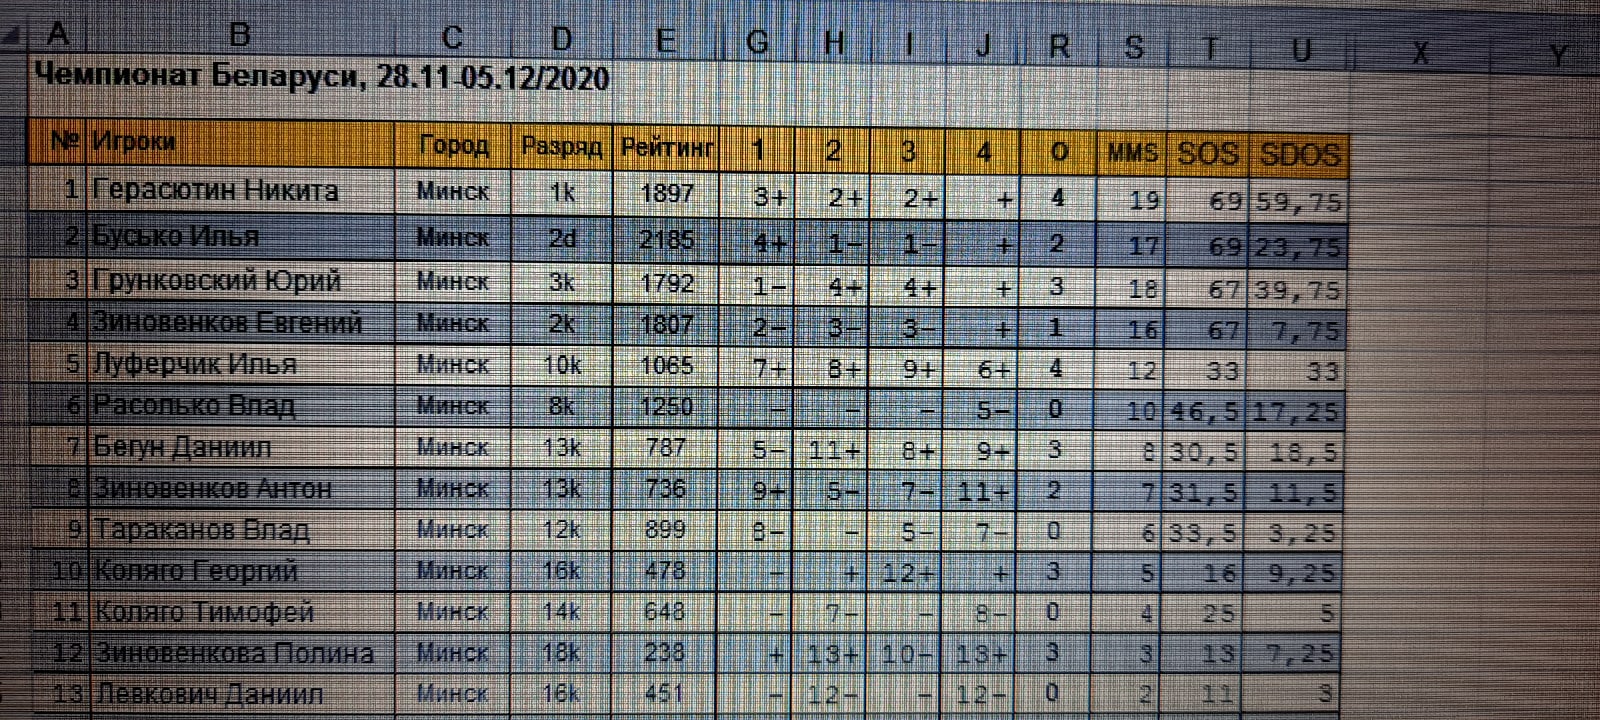 A B C D E G H I J R S T U X Y
Чемпионат Беларуси, 28.11-05.12/2020
№ Игроки Город Разряд Рейтинг 1 2 3 4 О MMS SOS SDOS
1 Герасютин Никита Минск 1k 1897 3+ 2+ 2+ + 4 19 69 59,75
2 Бусько Илья Минск 2d 2185 4+ 1- 1- + 2 17 69 23,75
3 Грунковский Юрий Минск 3k 1792 1- 4+ 4+ + 3 18 67 39,75
4 Зиновенков Евгений Минск 2k 1807 2- 3- 3- + 1 16 67 7,75
5 Луферчик Илья Минск 10k 1065 7+ 8+ 9+ 6+ 4 12 33 33
6 Расолько Влад Минск 8k 1250 - - - 5- 0 10 46,5 17,25
7 Бегун Даниил Минск 13k 787 5- 11+ 8+ 9+ 3 8 30,5 18,5
8 Зиновенков Антон Минск 13k 736 9+ 5- 7- 11+ 2 7 31,5 11,5
9 Тараканов Влад Минск 12k 899 8- - 5- 7- 0 6 33,5 3,25
10 Коляго Георгий Минск 16k 478 - + 12+ + 3 5 16 9,25
11 Коляго Тимофей Минск 14k 648 - 7- - 8- 0 4 25 5
12 Зиновенкова Полина Минск 18k 238 + 13+ 10- 13+ 3 3 13 7,25
13 Левкович Даниил Минск 16k 451 - 12- - 12- 0 2 11 3